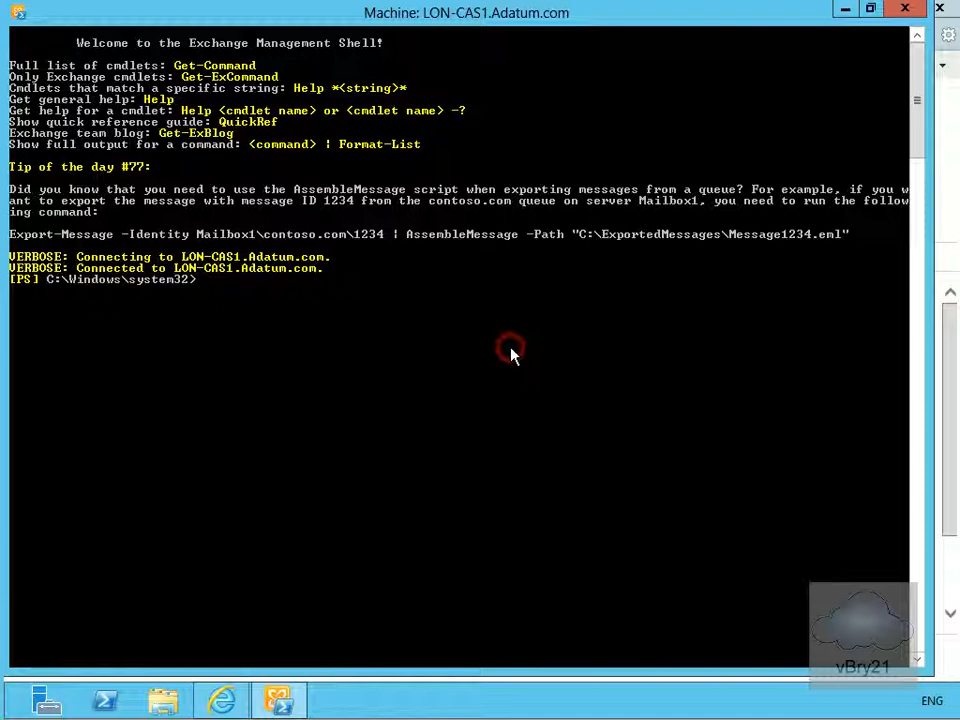 Machine: LON-CAS1.Adatum.com
Welcome to the Exchange Management Shell!
Full list of cmdlets: Get-Command
Only Exchange cmdlets: Get-ExCommand
Cmdlets that match a specific string: Help *<string>*
Get general help: Help
Get help for a cmdlet: Help <cmdlet name> or <cmdlet name> -?
Show quick reference guide: QuickRef
Exchange team blog: Get-ExBlog
Show full output for a command: <command> | Format-List
Tip of the day #77:
Did you know that you need to use the AssembleMessage script when exporting messages from a queue? For example, if you w
ant to export the message with message ID 1234 from the contoso.com queue on server Mailbox1, you need to run the follow
ing command:
Export-Message -Identity Mailbox1\contoso.com\1234 | AssembleMessage -Path "C:\ExportedMessages\Message1234.eml"
VERBOSE: Connecting to LON-CAS1.Adatum.com.
VERBOSE: Connected to LON-CAS1.Adatum.com.
[PS] C:\Windows\system32>
vBry21
ENG